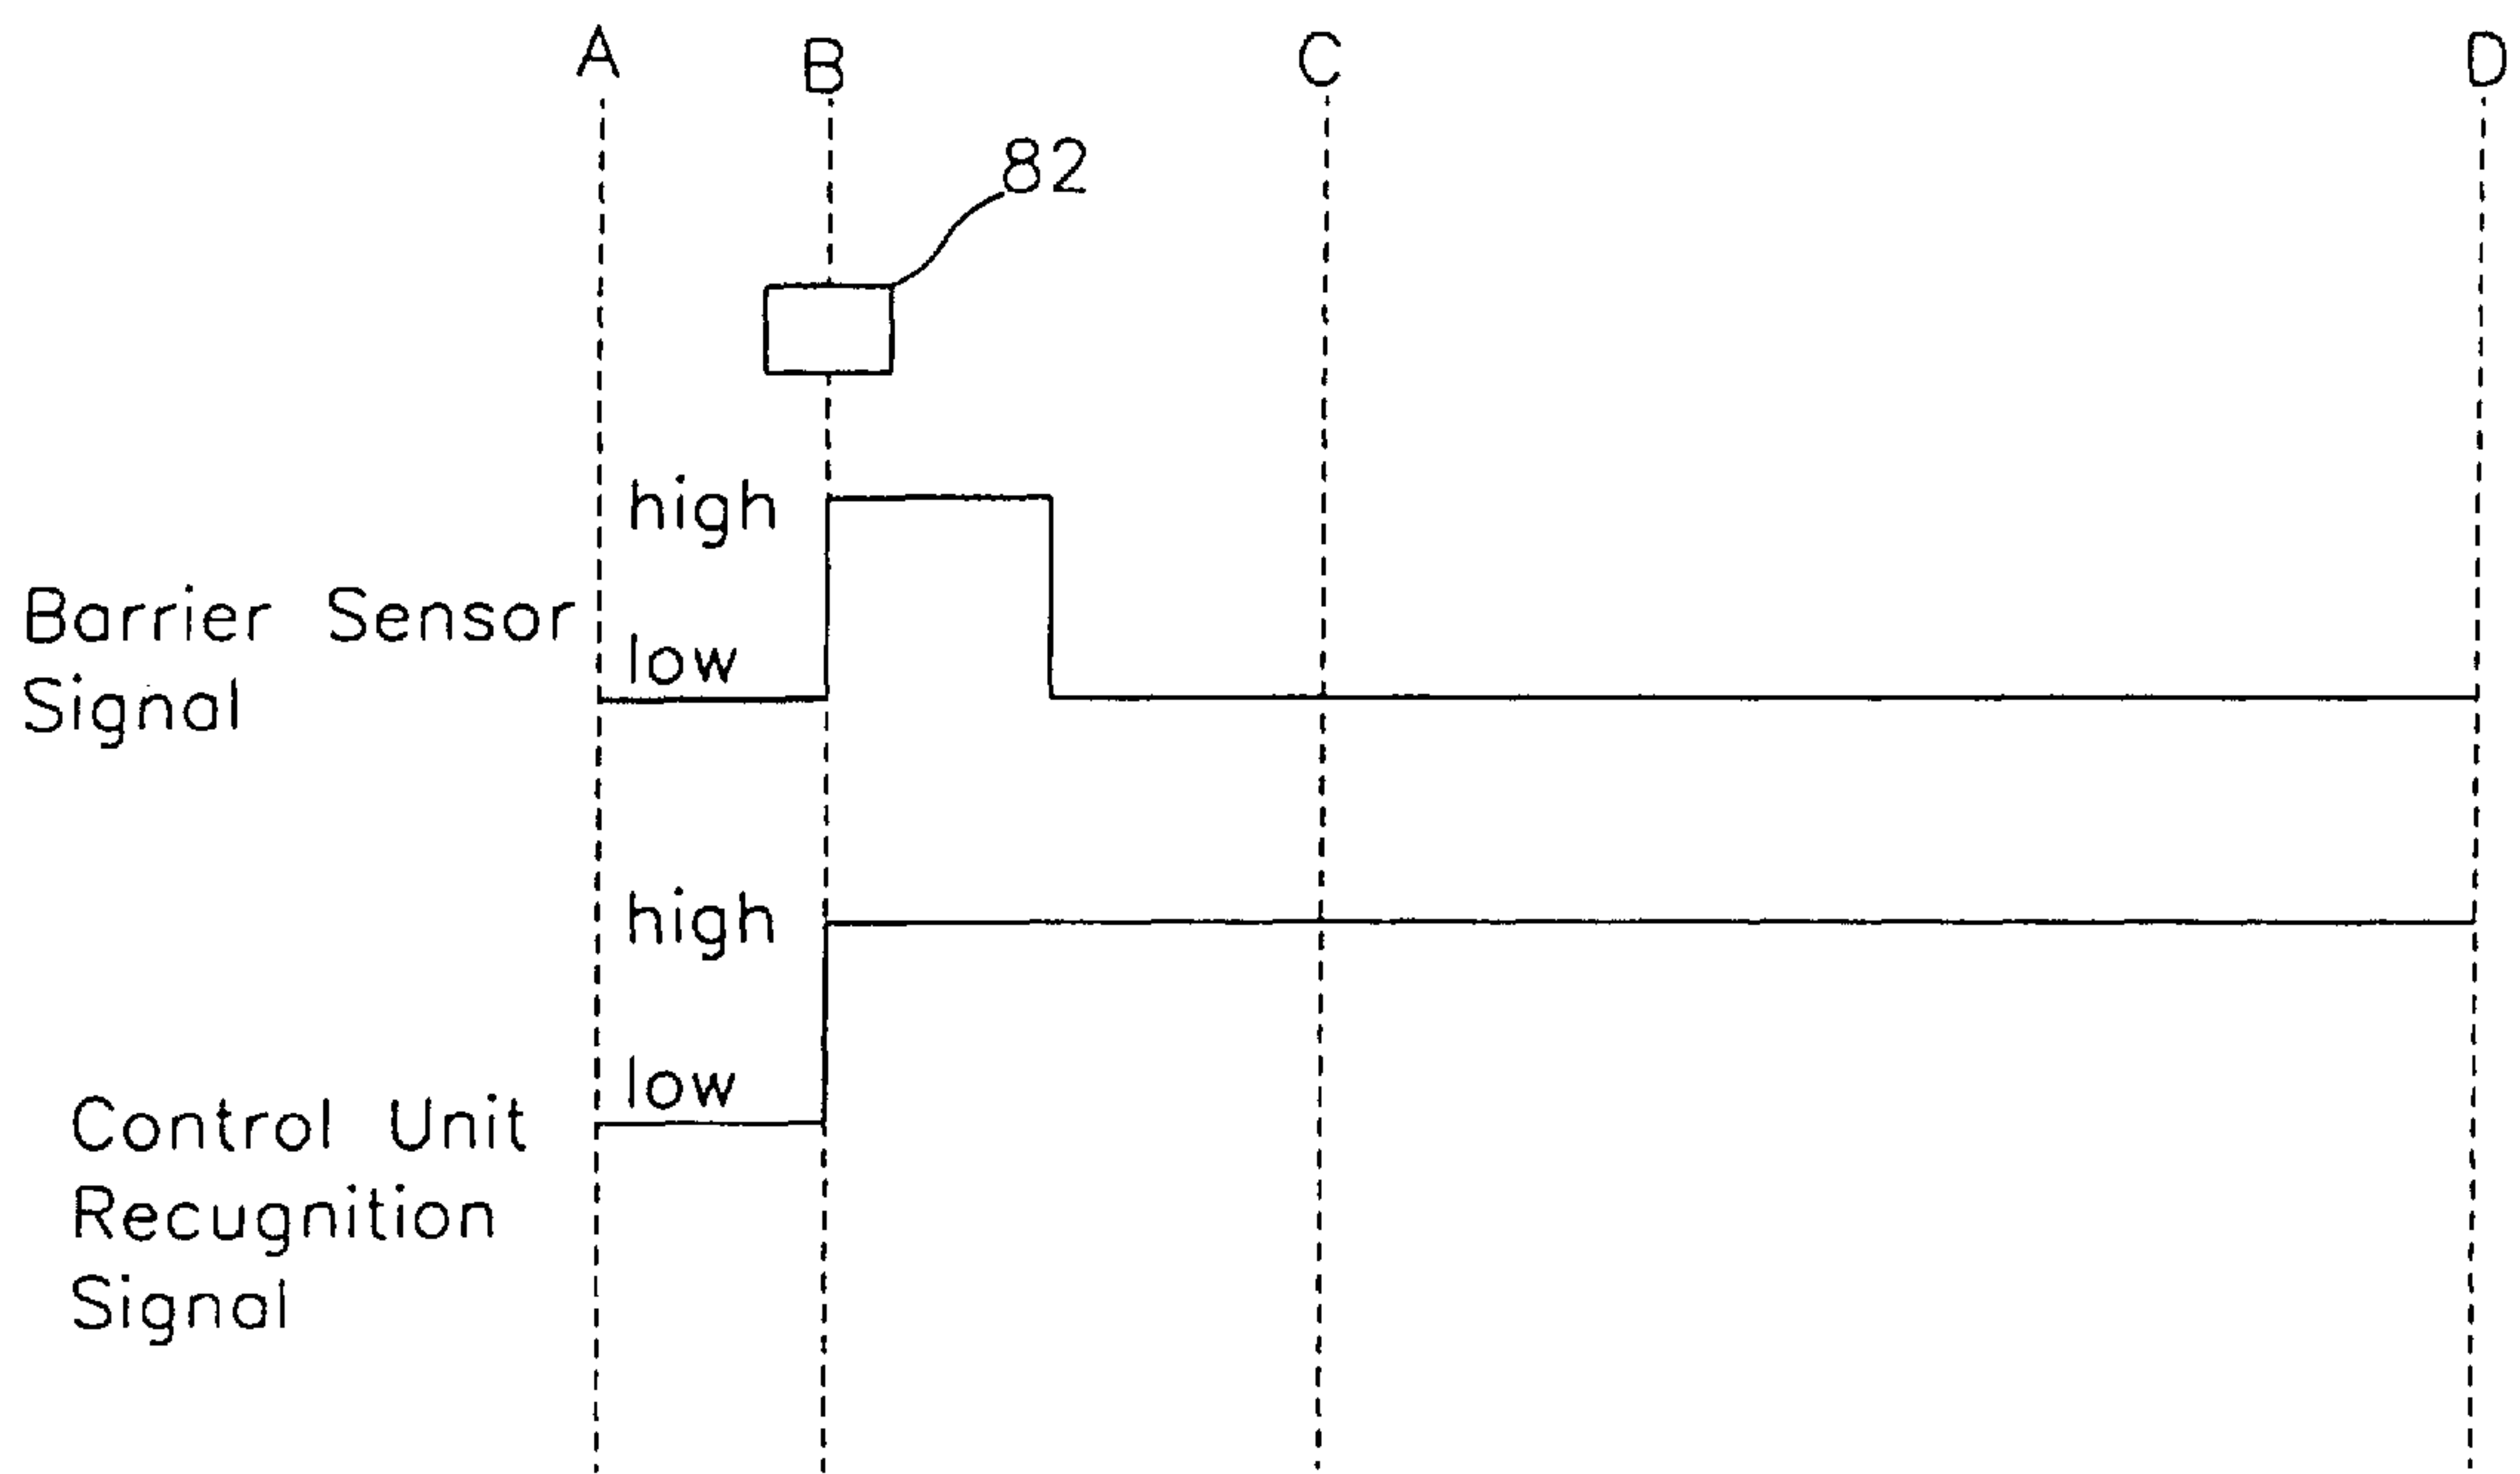 A B C D
82
high
Barrier Sensor
low
Signal
high
low
Control Unit
Recugnition
Signal